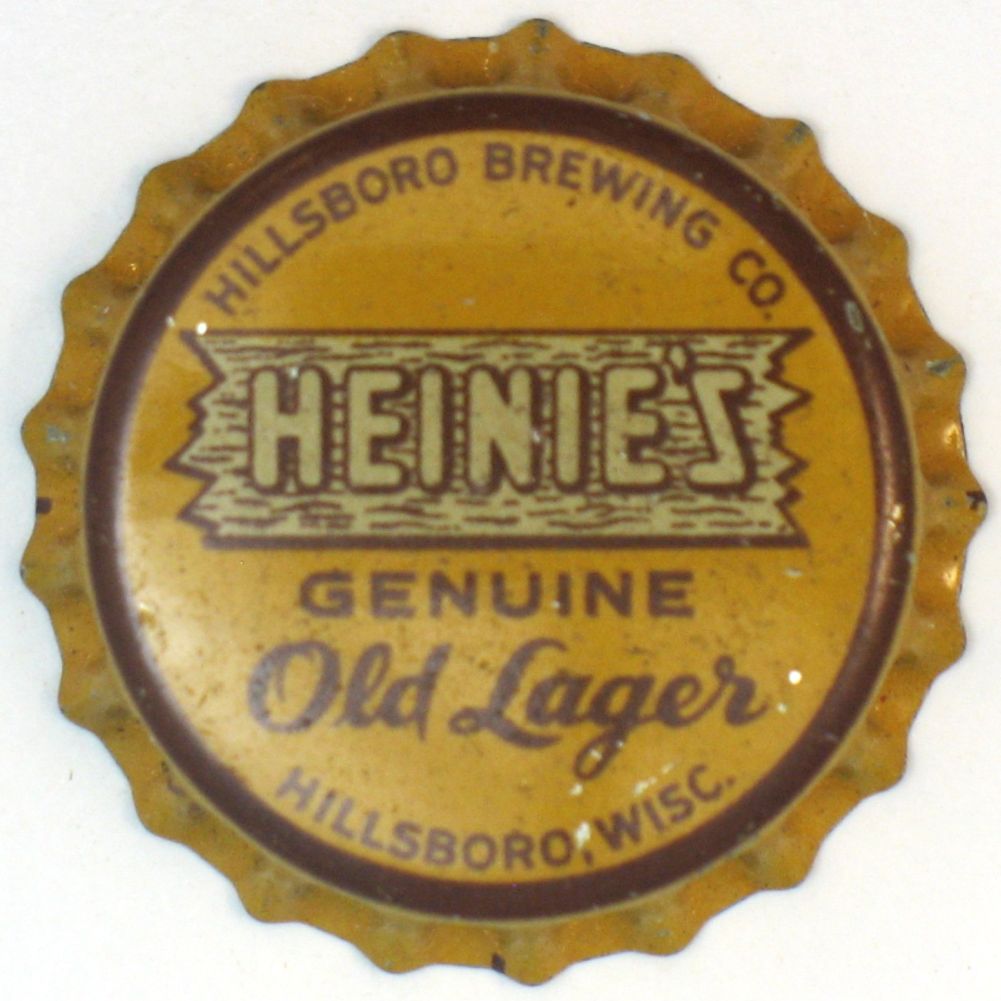 HILLSBORO BREWING CO.
HEINIE'S
GENUINE
Old Lager
HILLSBORO, WISC.